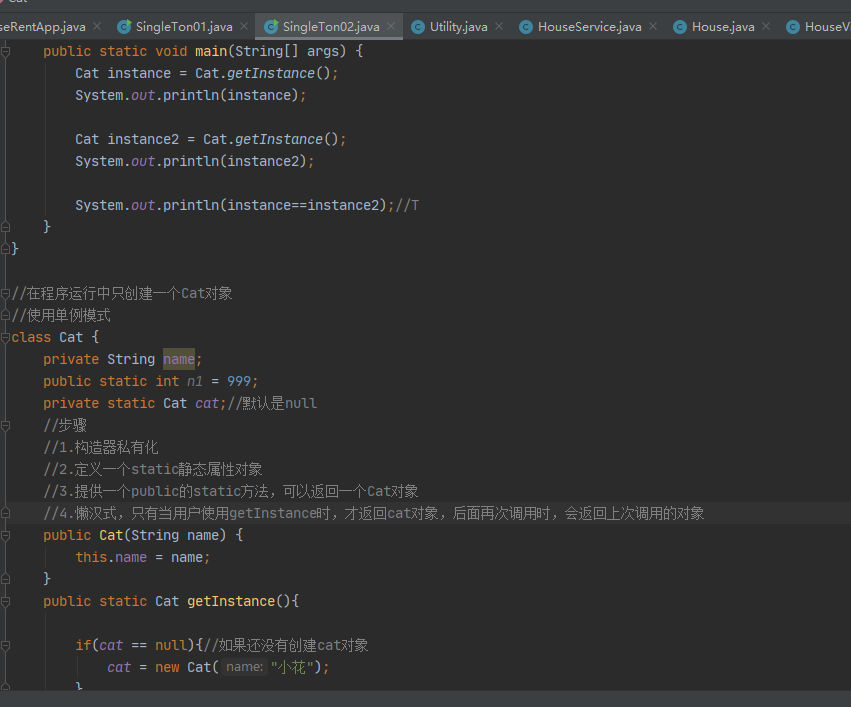 Cat
seRentApp.java × SingleTon01.java × SingleTon02.java × Utility.java × HouseService.java × House.java × HouseV
public static void main(String[] args) {
Cat instance = Cat.getInstance();
System.out.println(instance);
Cat instance2 = Cat.getInstance();
System.out.println(instance2);
System.out.println(instance==instance2);//T
}
}
//在程序运行中只创建一个Cat对象
//使用单例模式
class Cat {
private String name;
public static int n1 = 999;
private static Cat cat;//默认是null
//步骤
//1.构造器私有化
//2.定义一个static静态属性对象
//3.提供一个public的static方法，可以返回一个Cat对象
//4.懒汉式，只有当用户使用getInstance时，才返回cat对象，后面再次调用时，会返回上次调用的对象
public Cat(String name) {
this.name = name;
}
public static Cat getInstance(){
if(cat == null){//如果还没有创建cat对象
cat = new Cat( name: "小花");
}